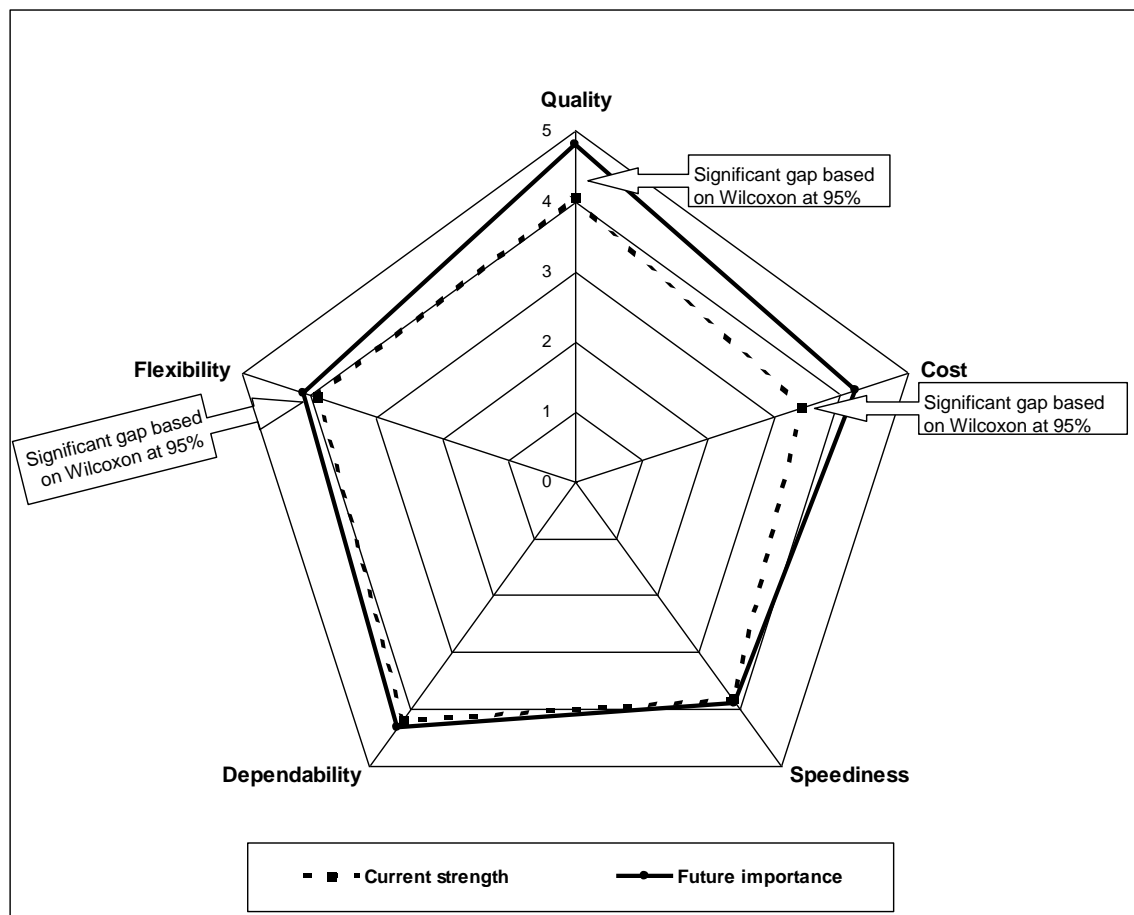 Quality
5
Significant gap based
on Wilcoxon at 95%
4
3
2
Flexibility
Cost
Significant gap based
on Wilcoxon at 95%
1
Significant gap based
on Wilcoxon at 95%
0
Dependability
Speediness
Current strength
Future importance